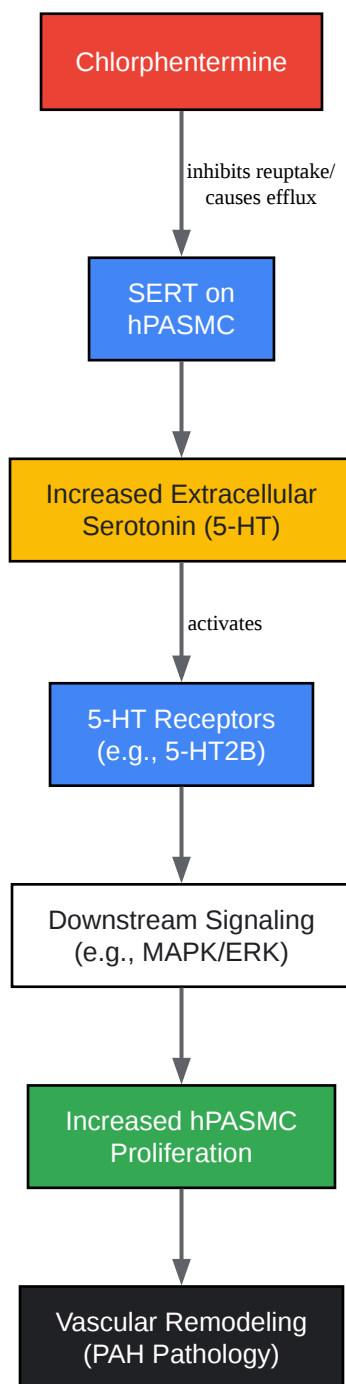 Chlorphentermine
inhibits reuptake/
causes efflux
SERT on
hPASMC
Increased Extracellular
Serotonin (5-HT)
activates
5-HT Receptors
(e.g., 5-HT2B)
Downstream Signaling
(e.g., MAPK/ERK)
Increased hPASMC
Proliferation
Vascular Remodeling
(PAH Pathology)